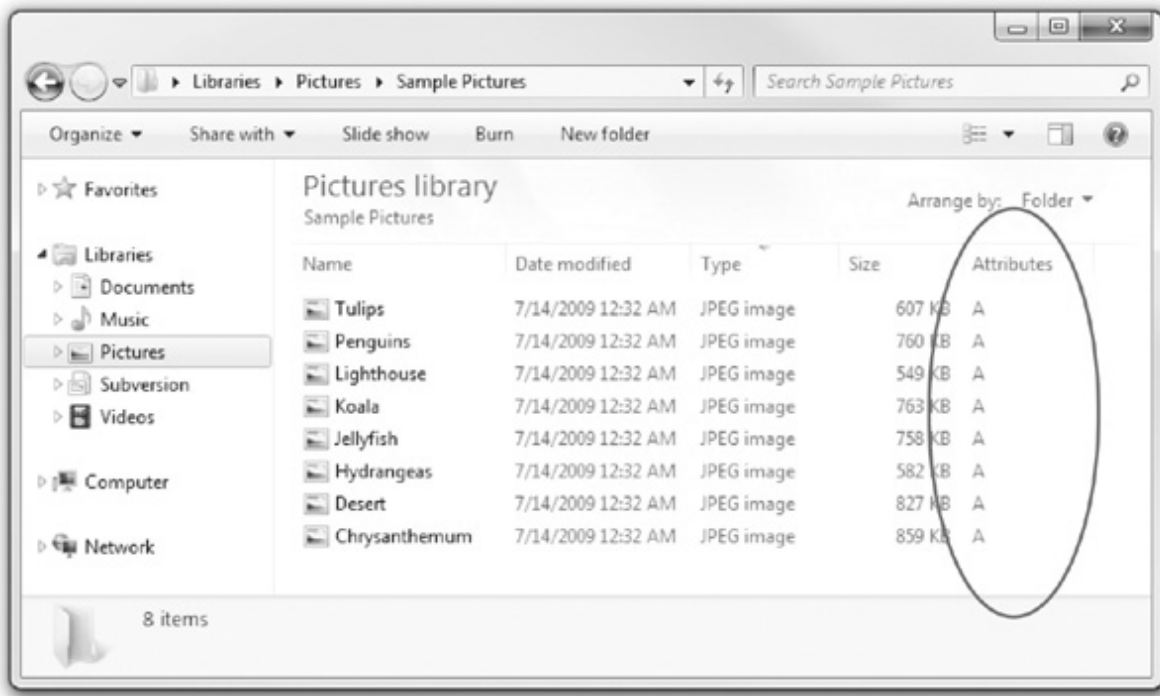 Libraries Pictures Sample Pictures
Search Sample Pictures
Organize Share with Slide show Burn New folder
Favorites
Libraries
Documents
Music
Pictures
Subversion
Videos
Computer
Network
Pictures library
Sample Pictures
Arrange by: Folder
Name Date modified Type Size Attributes
Tulips 7/14/2009 12:32 AM JPEG image 607 KB A
Penguins 7/14/2009 12:32 AM JPEG image 760 KB A
Lighthouse 7/14/2009 12:32 AM JPEG image 549 KB A
Koala 7/14/2009 12:32 AM JPEG image 763 KB A
Jellyfish 7/14/2009 12:32 AM JPEG image 758 KB A
Hydrangeas 7/14/2009 12:32 AM JPEG image 582 KB A
Desert 7/14/2009 12:32 AM JPEG image 827 KB A
Chrysanthemum 7/14/2009 12:32 AM JPEG image 859 KB A
8 items